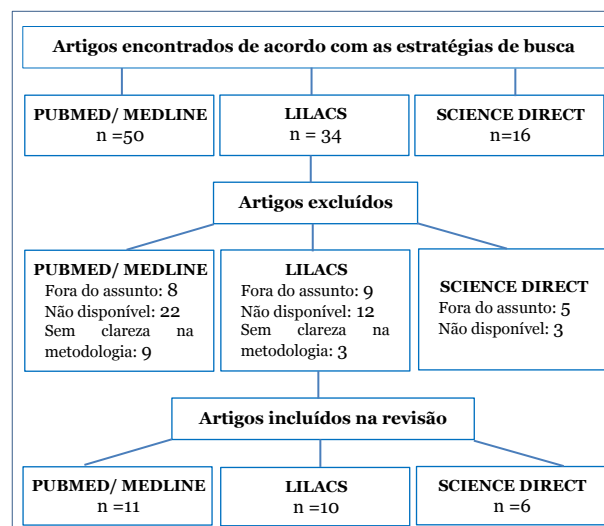 Artigos encontrados de acordo com as estratégias de busca
PUBMED/ MEDLINE
n =50
LILACS
n = 34
SCIENCE DIRECT
n=16
Artigos excluídos
PUBMED/ MEDLINE
Fora do assunto: 8
Não disponível: 22
Sem clareza na
metodologia: 9
LILACS
Fora do assunto: 9
Não disponível: 12
Sem clareza na
metodologia: 3
SCIENCE DIRECT
Fora do assunto: 5
Não disponível: 3
Artigos incluídos na revisão
PUBMED/ MEDLINE
n =11
LILACS
n =10
SCIENCE DIRECT
n =6